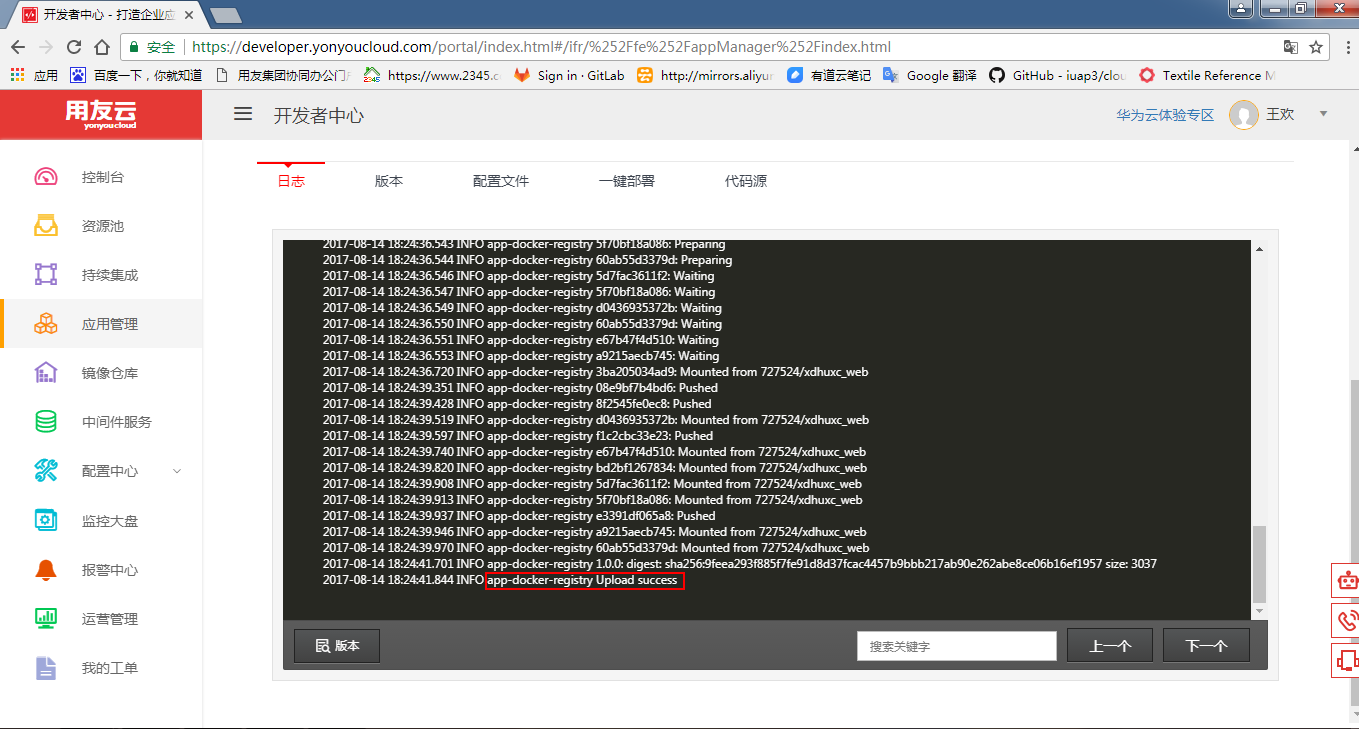 开发者中心 - 打造企业应
安全 https://developer.yonyoucloud.com/portal/index.html#/ifr/%252Ffe%252FappManager%252Findex.html
应用 百度一下，你就知道 用友集团协同办公门户 https://www.2345.c Sign in · GitLab http://mirrors.aliyun 有道云笔记 Google 翻译 GitHub - iuap3/clou Textile Reference M
用友云
yonyoucloud
开发者中心
华为云体验专区 王欢
控制台
资源池
持续集成
应用管理
镜像仓库
中间件服务
配置中心
监控大盘
报警中心
运营管理
我的工单
日志 版本 配置文件 一键部署 代码源
2017-08-14 18:24:36.543 INFO app-docker-registry 5f70bf18a086: Preparing
2017-08-14 18:24:36.544 INFO app-docker-registry 60ab55d3379d: Preparing
2017-08-14 18:24:36.546 INFO app-docker-registry 5d7fac3611f2: Waiting
2017-08-14 18:24:36.547 INFO app-docker-registry 5f70bf18a086: Waiting
2017-08-14 18:24:36.549 INFO app-docker-registry d0436935372b: Waiting
2017-08-14 18:24:36.550 INFO app-docker-registry 60ab55d3379d: Waiting
2017-08-14 18:24:36.551 INFO app-docker-registry e67b47f4d510: Waiting
2017-08-14 18:24:36.553 INFO app-docker-registry a9215aecb745: Waiting
2017-08-14 18:24:36.720 INFO app-docker-registry 3ba205034ad9: Mounted from 727524/xdhuxc_web
2017-08-14 18:24:39.351 INFO app-docker-registry 08e9bf7b4bd6: Pushed
2017-08-14 18:24:39.428 INFO app-docker-registry 8f2545fe0ec8: Pushed
2017-08-14 18:24:39.519 INFO app-docker-registry d0436935372b: Mounted from 727524/xdhuxc_web
2017-08-14 18:24:39.597 INFO app-docker-registry f1c2cbc33e23: Pushed
2017-08-14 18:24:39.740 INFO app-docker-registry e67b47f4d510: Mounted from 727524/xdhuxc_web
2017-08-14 18:24:39.820 INFO app-docker-registry bd2bf1267834: Mounted from 727524/xdhuxc_web
2017-08-14 18:24:39.908 INFO app-docker-registry 5d7fac3611f2: Mounted from 727524/xdhuxc_web
2017-08-14 18:24:39.913 INFO app-docker-registry 5f70bf18a086: Mounted from 727524/xdhuxc_web
2017-08-14 18:24:39.937 INFO app-docker-registry e3391df065a8: Pushed
2017-08-14 18:24:39.946 INFO app-docker-registry a9215aecb745: Mounted from 727524/xdhuxc_web
2017-08-14 18:24:39.970 INFO app-docker-registry 60ab55d3379d: Mounted from 727524/xdhuxc_web
2017-08-14 18:24:41.701 INFO app-docker-registry 1.0.0: digest: sha256:9feea293f885f7fe91d8d37fcac4457b9bbb217ab90e262abe8ce06b16ef1957 size: 3037
2017-08-14 18:24:41.844 INFO app-docker-registry Upload success
版本 搜索关键字 上一个 下一个